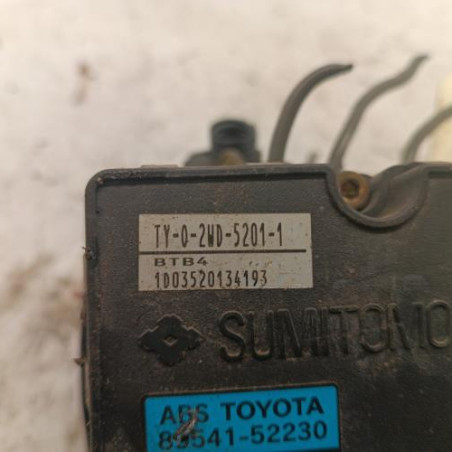 TY-0-2WD-5201-1
BTB4
1D03520134193
SUMITOMO
ABS TOYOTA
89541-52230